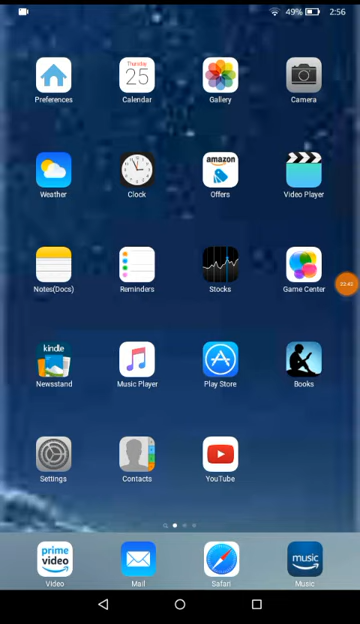 49% 2:56
Thursday
25
Preferences Calendar Gallery Camera
amazon
Weather Clock Offers Video Player
Notes(Docs) Reminders Stocks Game Center
kindle
Newsstand Music Player Play Store Books
Settings Contacts YouTube
prime
video
music
Video Mail Safari Music